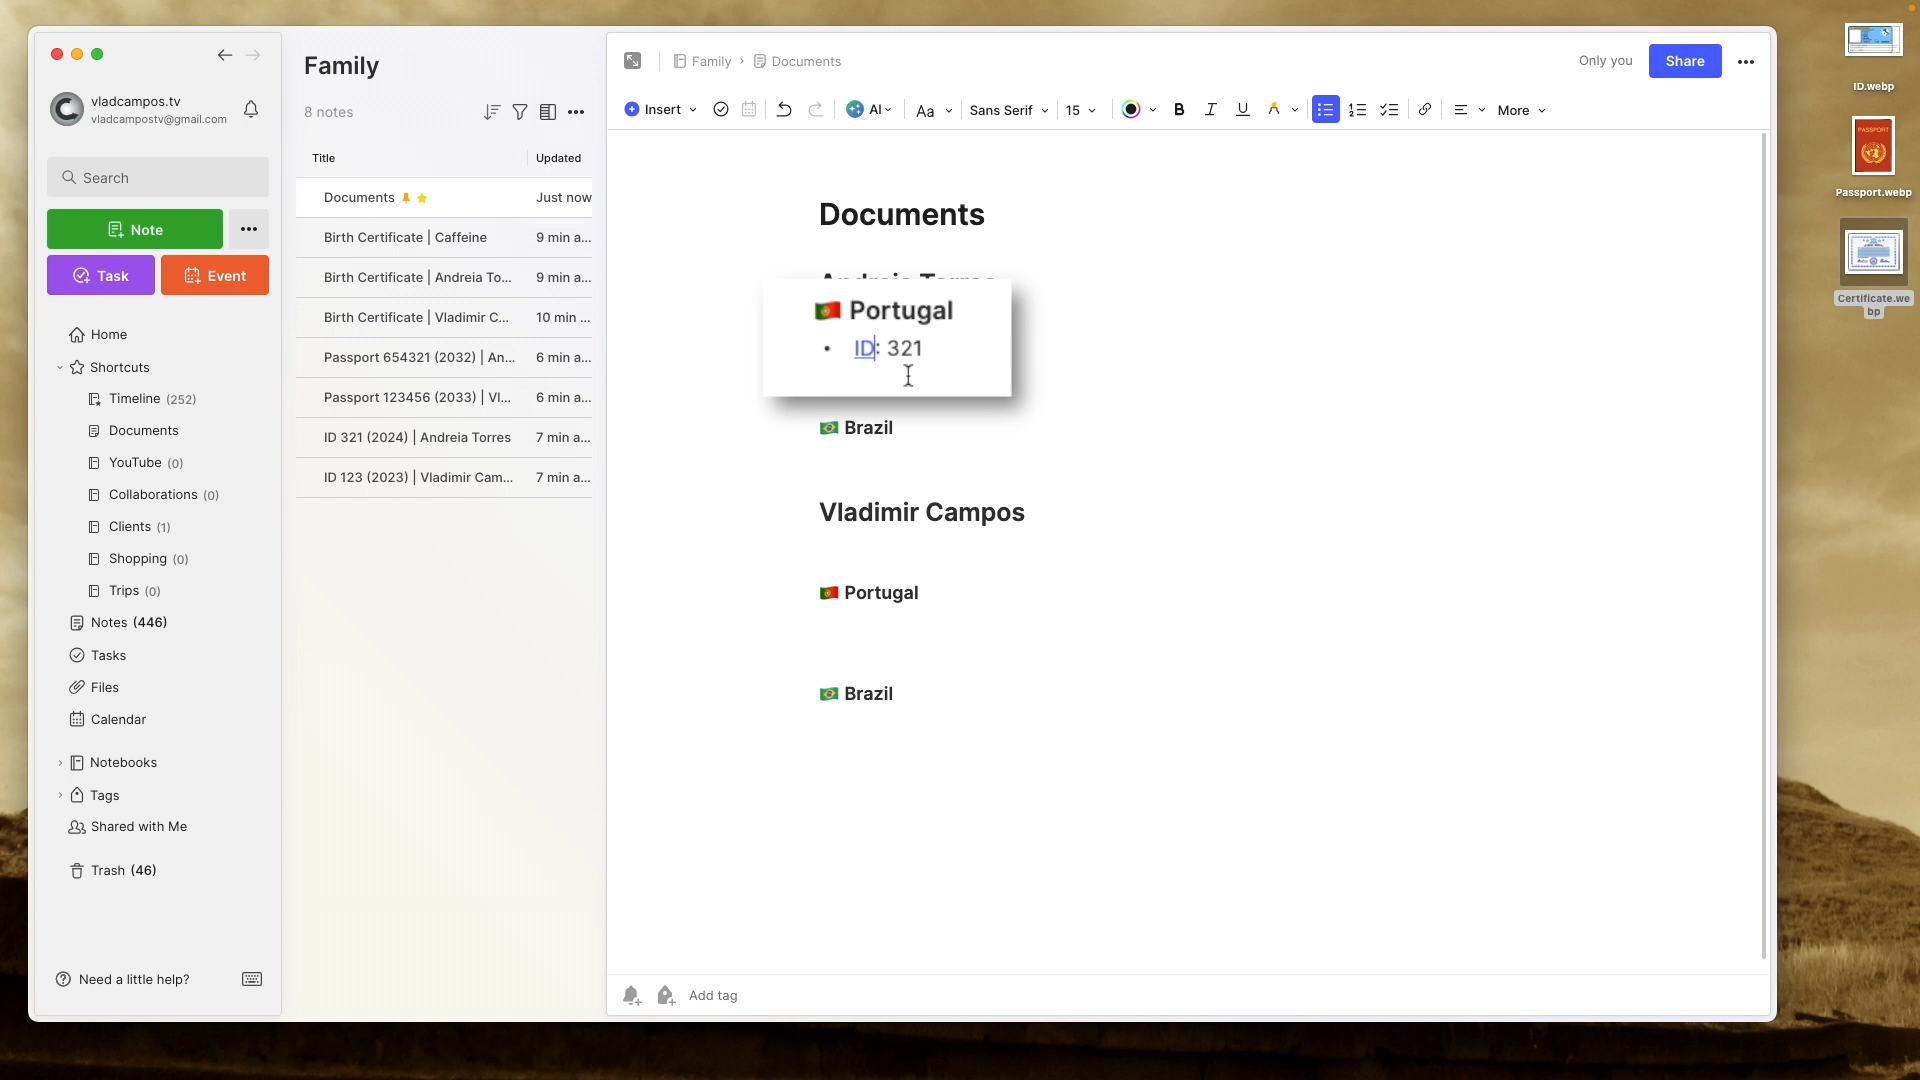 vladcampos.tv
vladcampostv@gmail.com
Search
Note
Task
Event
Home
Shortcuts
Timeline (252)
Documents
YouTube (0)
Collaborations (0)
Clients (1)
Shopping (0)
Trips (0)
Notes (446)
Tasks
Files
Calendar
Notebooks
Tags
Shared with Me
Trash (46)
Need a little help?
Family
8 notes
Title Updated
Documents Just now
Birth Certificate | Caffeine 9 min a...
Birth Certificate | Andreia To... 9 min a...
Birth Certificate | Vladimir C... 10 min ...
Passport 654321 (2032) | An... 6 min a...
Passport 123456 (2033) | Vl... 6 min a...
ID 321 (2024) | Andreia Torres 7 min a...
ID 123 (2023) | Vladimir Cam... 7 min a...
Family › Documents
Only you
Share
Insert
AI
Aa
Sans Serif
15
B I U A
More
Documents
Andreia Torres
Portugal
• ID: 321
Brazil
Vladimir Campos
Portugal
Brazil
Add tag
ID.webp
PASSPORT
Passport.webp
Certificate.we
bp